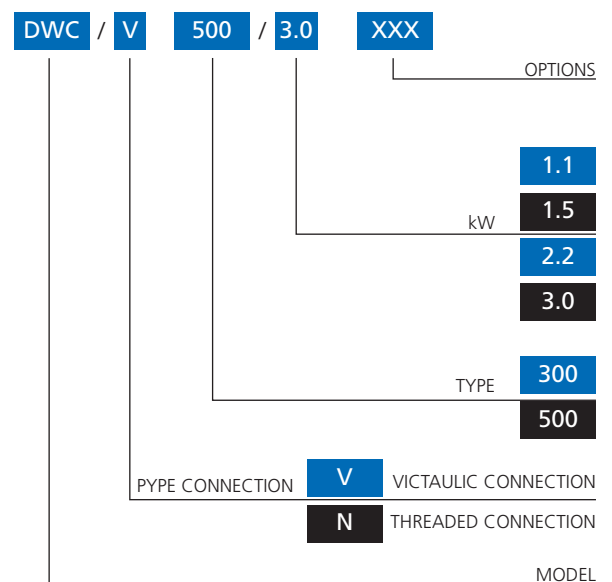 DWC / V 500 / 3.0 XXX
OPTIONS
1.1
1.5
kW
2.2
3.0
300
TYPE
500
PYPE CONNECTION V VICTAULIC CONNECTION
N THREADED CONNECTION
MODEL